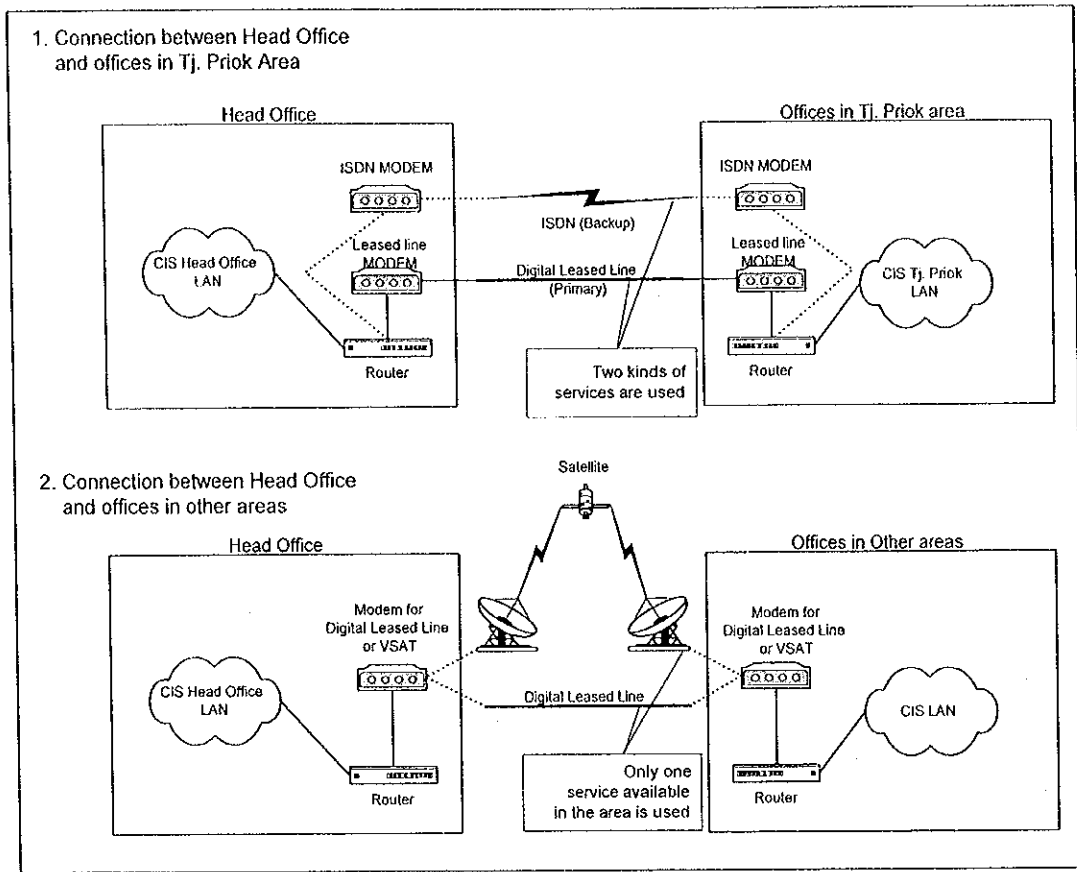 1. Connection between Head Office
and offices in Tj. Priok Area
Head Office
Offices in Tj. Priok area
ISDN MODEM
ISDN MODEM
ISDN (Backup)
Leased line
MODEM
Leased line
MODEM
CIS Head Office
LAN
Digital Leased Line
(Primary)
CIS Tj. Priok
LAN
Router
Router
Two kinds of
services are used
2. Connection between Head Office
and offices in other areas
Satellite
Head Office
Offices in Other areas
Modem for
Digital Leased Line
or VSAT
Modem for
Digital Leased Line
or VSAT
CIS Head Office
LAN
Digital Leased Line
CIS LAN
Router
Router
Only one
service available
in the area is used